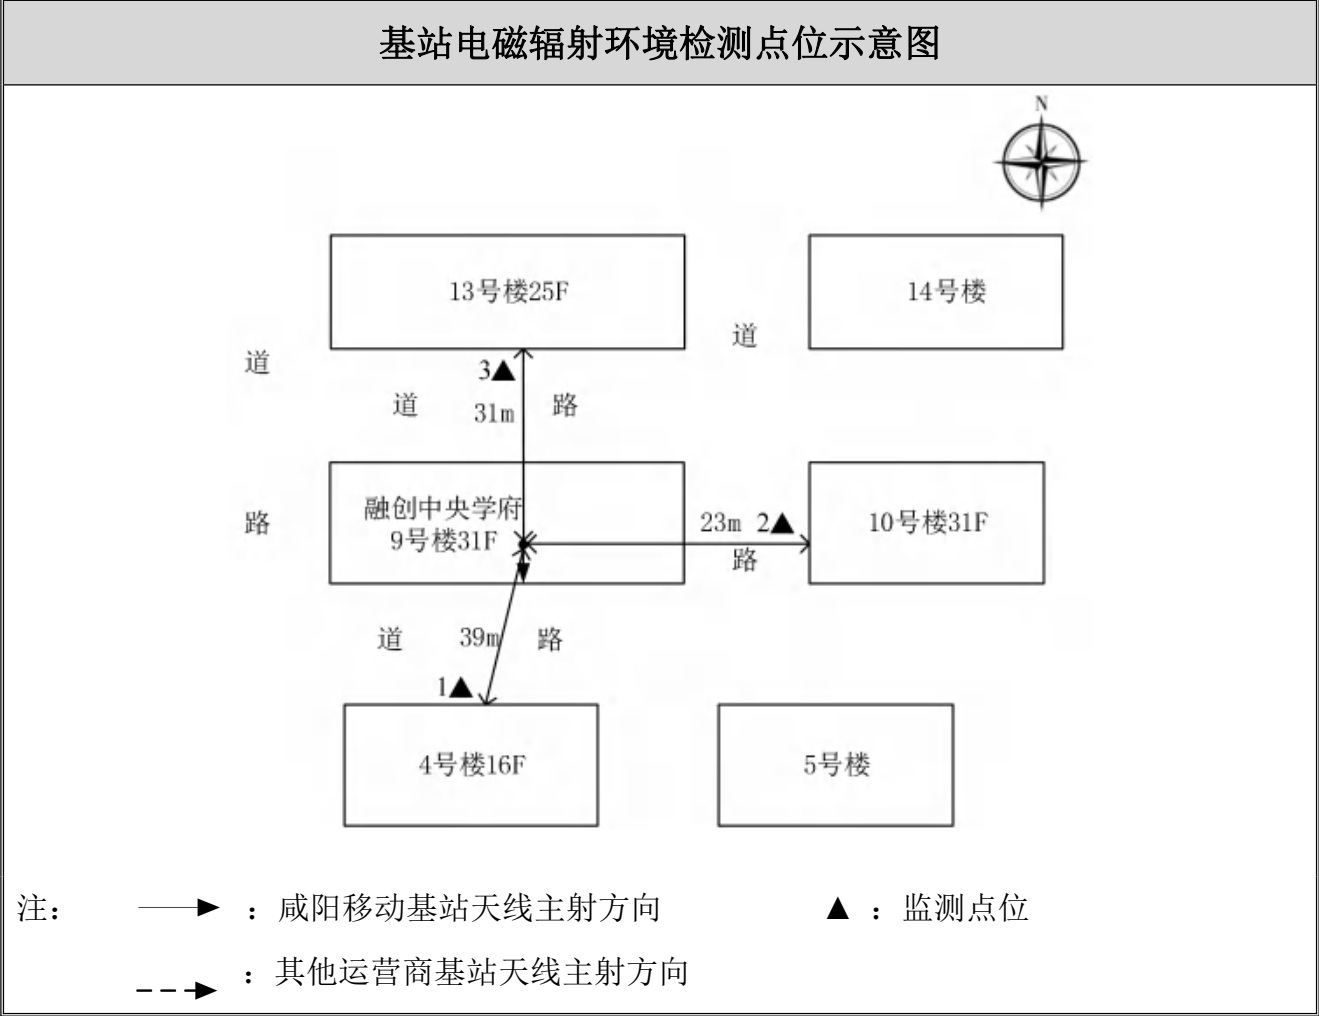 基站电磁辐射环境检测点位示意图
N
13号楼25F
14号楼
道
道
3▲
道
31m
路
融创中央学府
9号楼31F
路
23m
2▲
路
10号楼31F
道
39m
路
1▲
4号楼16F
5号楼
注：
：咸阳移动基站天线主射方向
▲：监测点位
：其他运营商基站天线主射方向